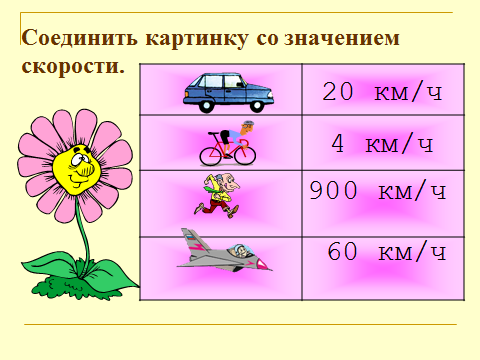 Соединить картинку со значением
скорости.
20 км/ч
4 км/ч
900 км/ч
60 км/ч